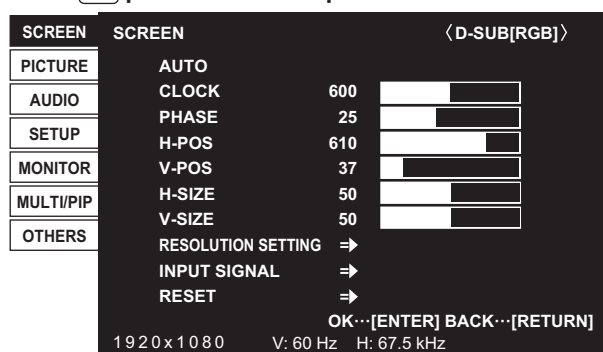 SCREEN
PICTURE
AUDIO
SETUP
MONITOR
MULTI/PIP
OTHERS
SCREEN 〈D-SUB[RGB]〉
AUTO
CLOCK 600
PHASE 25
H-POS 610
V-POS 37
H-SIZE 50
V-SIZE 50
RESOLUTION SETTING
INPUT SIGNAL
RESET
OK···[ENTER] BACK···[RETURN]
1920x1080 V: 60 Hz H: 67.5 kHz